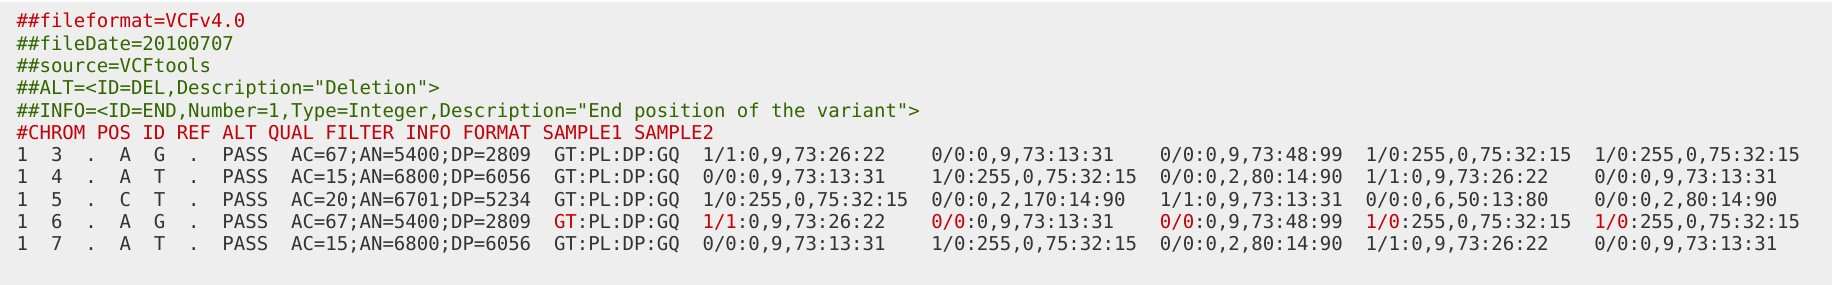 ##fileformat=VCFv4.0
##fileDate=20100707
##source=VCFtools
##ALT=<ID=DEL,Description="Deletion">
##INFO=<ID=END,Number=1,Type=Integer,Description="End position of the variant">
#CHROM POS ID REF ALT QUAL FILTER INFO FORMAT SAMPLE1 SAMPLE2
1 3 . A G . PASS AC=67;AN=5400;DP=2809 GT:PL:DP:GQ 1/1:0,9,73:26:22 0/0:0,9,73:13:31 0/0:0,9,73:48:99 1/0:255,0,75:32:15 1/0:255,0,75:32:15
1 4 . A T . PASS AC=15;AN=6800;DP=6056 GT:PL:DP:GQ 0/0:0,9,73:13:31 1/0:255,0,75:32:15 0/0:0,2,80:14:90 1/1:0,9,73:26:22 0/0:0,9,73:13:31
1 5 . C T . PASS AC=20;AN=6701;DP=5234 GT:PL:DP:GQ 1/0:255,0,75:32:15 0/0:0,2,170:14:90 1/1:0,9,73:13:31 0/0:0,6,50:13:80 0/0:0,2,80:14:90
1 6 . A G . PASS AC=67;AN=5400;DP=2809 GT:PL:DP:GQ 1/1:0,9,73:26:22 0/0:0,9,73:13:31 0/0:0,9,73:48:99 1/0:255,0,75:32:15 1/0:255,0,75:32:15
1 7 . A T . PASS AC=15;AN=6800;DP=6056 GT:PL:DP:GQ 0/0:0,9,73:13:31 1/0:255,0,75:32:15 0/0:0,2,80:14:90 1/1:0,9,73:26:22 0/0:0,9,73:13:31